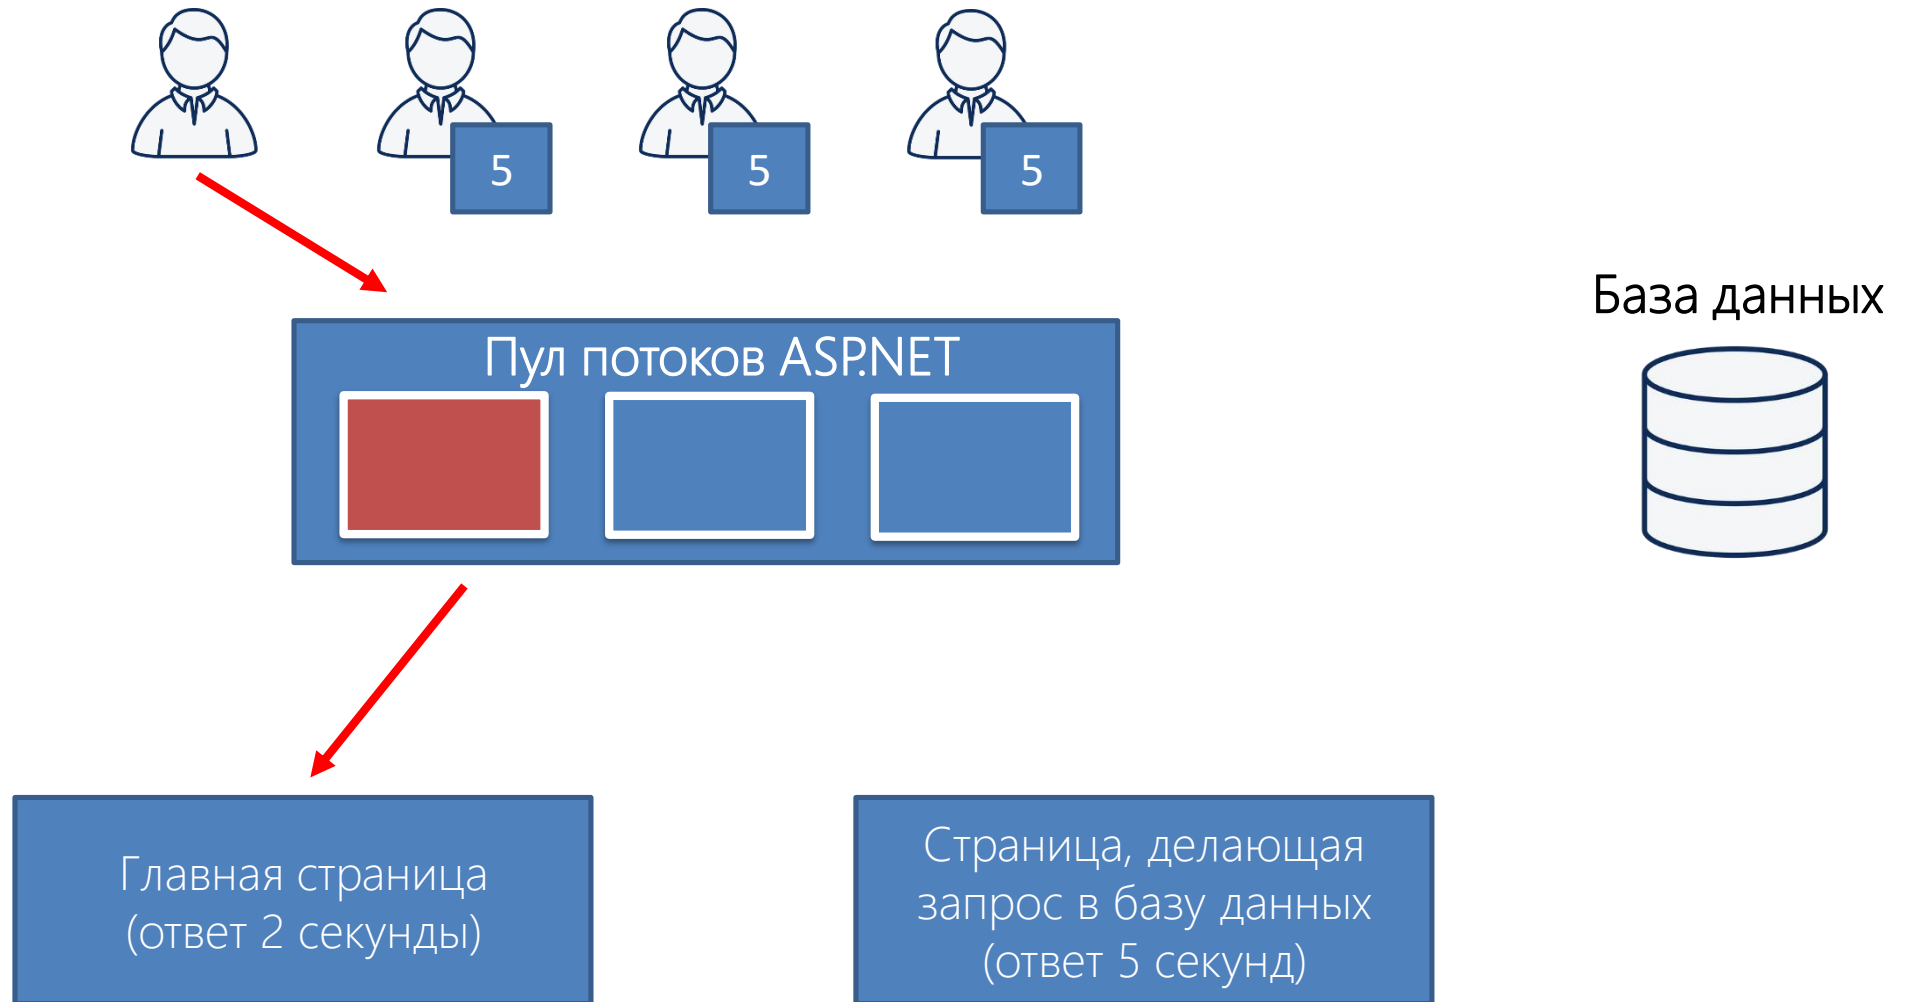 5
5
5
База данных
Пул потоков ASP.NET
Главная страница
(ответ 2 секунды)
Страница, делающая
запрос в базу данных
(ответ 5 секунд)